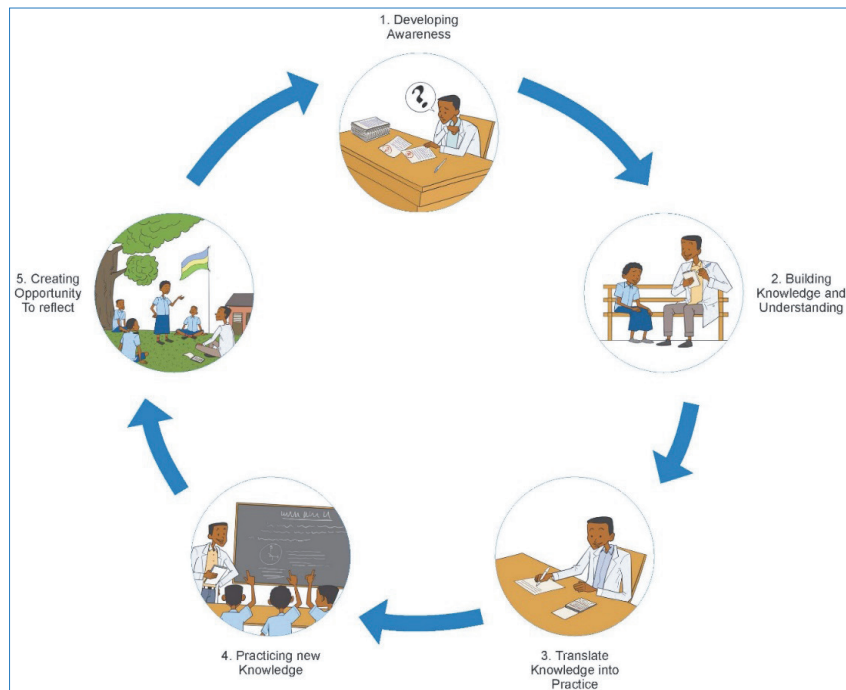 1. Developing
Awareness
2. Building
Knowledge and
Understanding
3. Translate
Knowledge into
Practice
4. Practicing new
Knowledge
5. Creating
Opportunity
To reflect
?